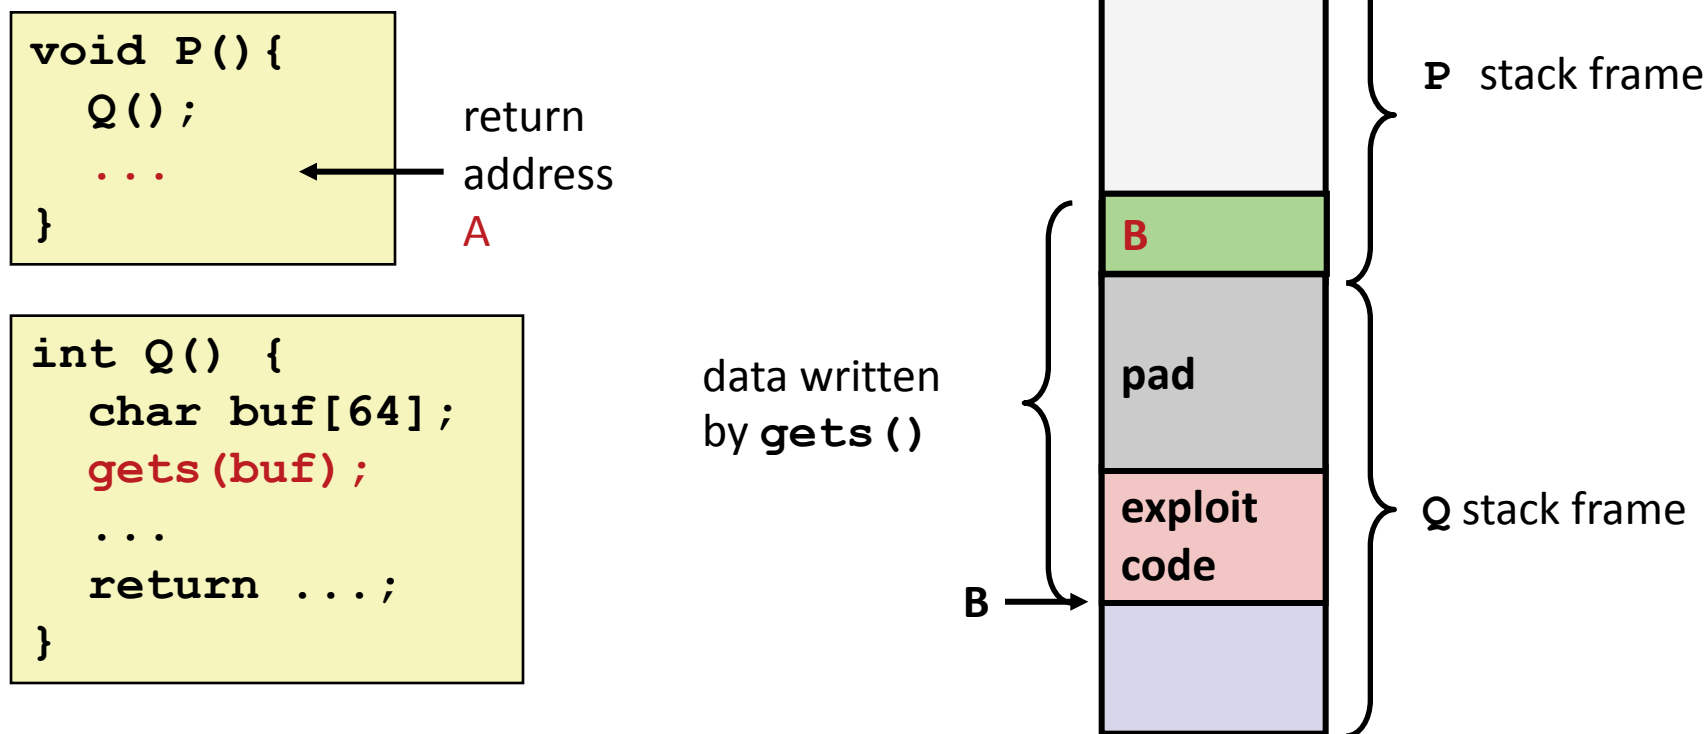 void P(){
  Q();
  ...
}
return
address
A
int Q() {
  char buf[64];
  gets(buf);
  ...
  return ...;
}
data written
by gets()
B
B
pad
exploit
code
P stack frame
Q stack frame